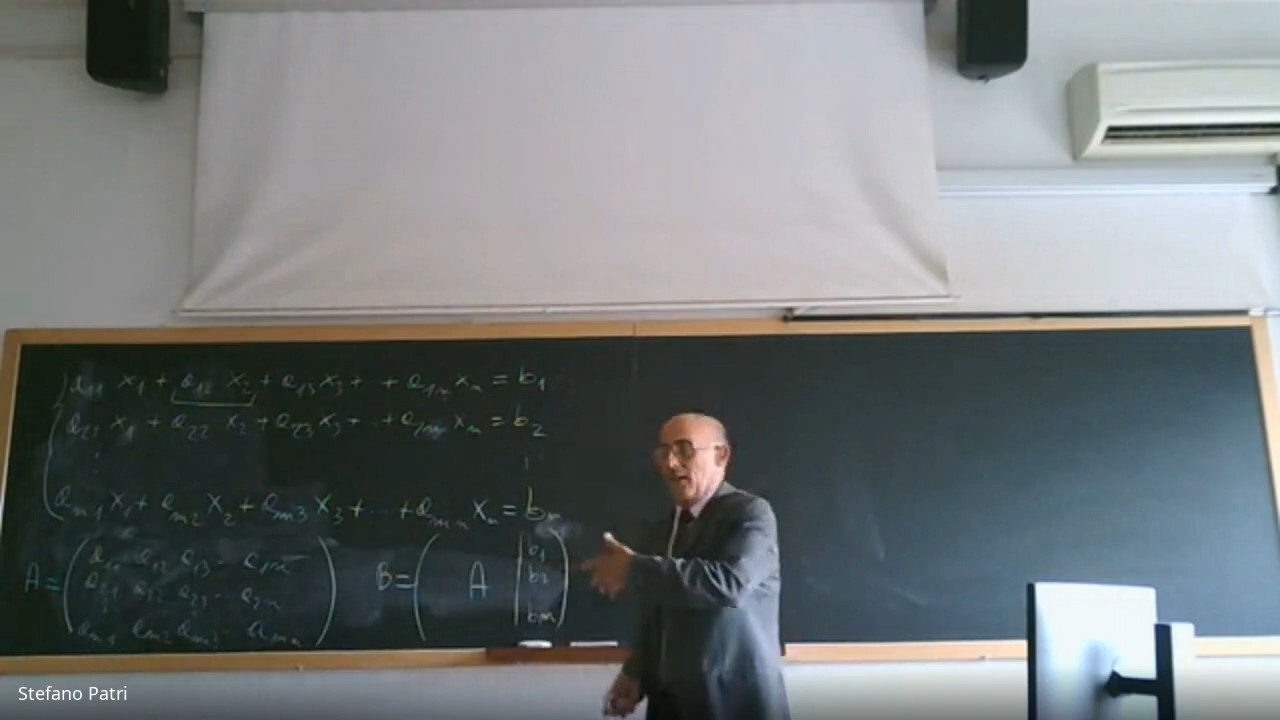 a₁₁ x₁ + a₁₂ x₂ + a₁₃ x₃ + ·· + a₁ₙ xₙ = b₁
a₂₁ x₁ + a₂₂ x₂ + a₂₃ x₃ + ·· + a₂ₙ xₙ = b₂
aₘ₁ x₁ + aₘ₂ x₂ + aₘ₃ x₃ + ·· + aₘₙ xₙ = bₘ
A = ( a₁₁ a₁₂ a₁₃ - a₁ₙ ) B = ( A | b₁ )
a₂₁ a₂₂ a₂₃ - a₂ₙ b₂
aₘ₁ aₘ₂ aₘ₃ - aₘₙ bₘ
Stefano Patri